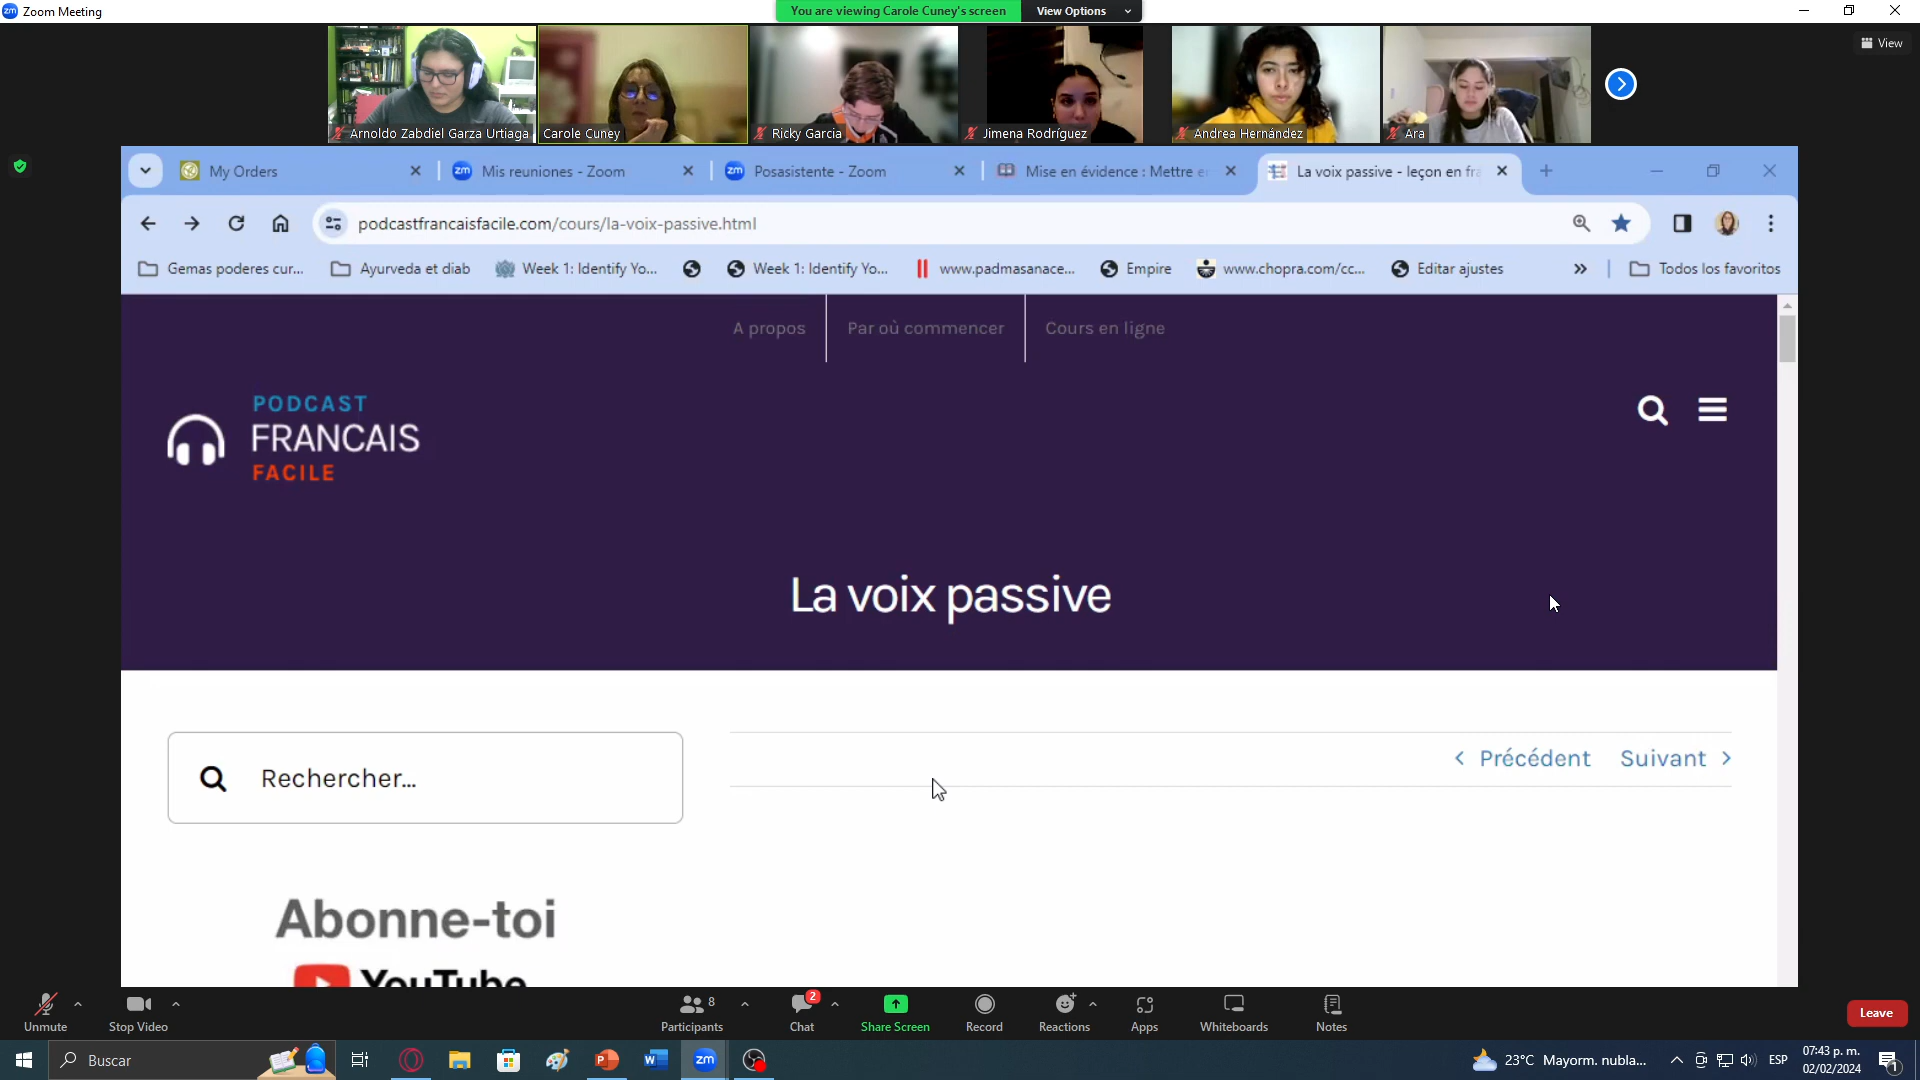 Zoom Meeting
You are viewing Carole Cuney's screen
View Options
View
Arnoldo Zabdiel Garza Urtiaga
Carole Cuney
Ricky Garcia
Jimena Rodríguez
Andrea Hernández
Ara
My Orders
Mis reuniones - Zoom
Posasistente - Zoom
Mise en évidence : Mettre
La voix passive - leçon en fra
podcastfrancaisfacile.com/cours/la-voix-passive.html
Gemas poderes cur...
Ayurveda et diab
Week 1: Identify Yo...
Week 1: Identify Yo...
www.padmasanace...
Empire
www.chopra.com/cc...
Editar ajustes
Todos los favoritos
A propos
Par où commencer
Cours en ligne
PODCAST
FRANCAIS
FACILE
La voix passive
Rechercher...
Précédent
Suivant
Abonne-toi
YouTube
Unmute
Stop Video
Participants
8
Chat
2
Share Screen
Record
Reactions
Apps
Whiteboards
Notes
Leave
Buscar
23°C Mayorm. nubla...
ESP
07:43 p. m.
02/02/2024
1